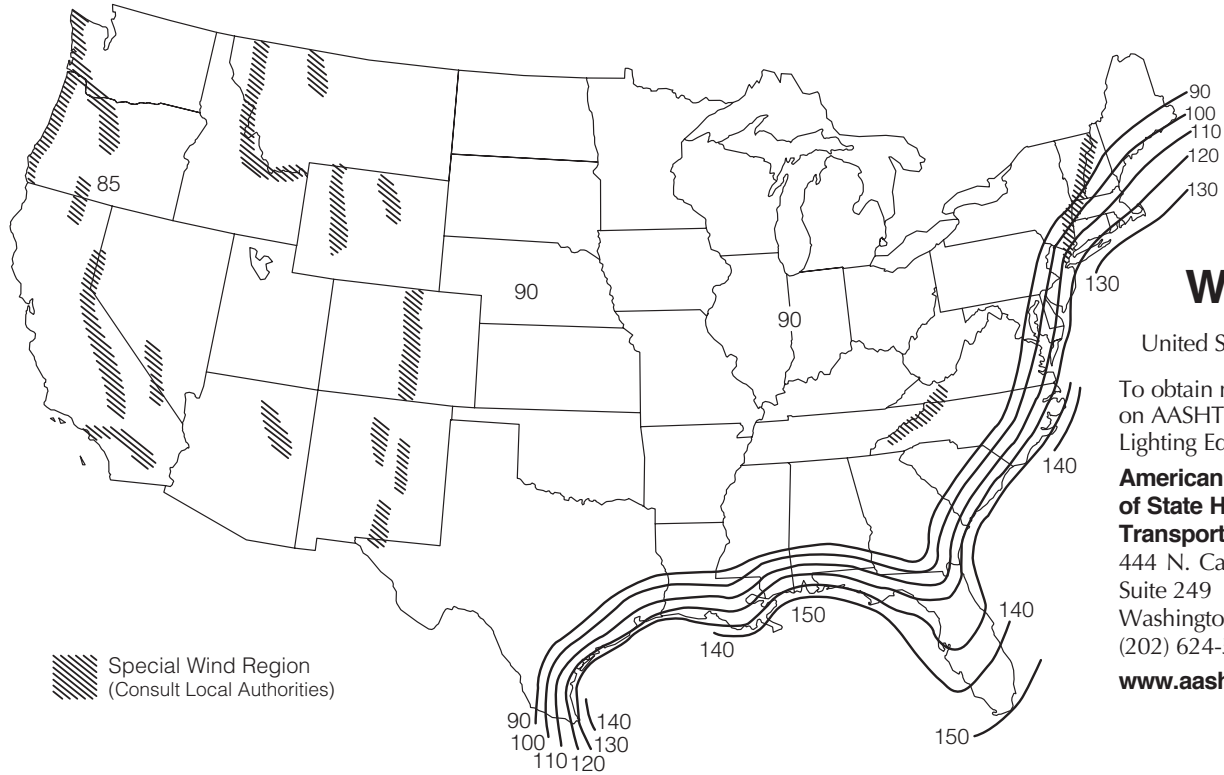 90
100
110
120
130
85
130
W
United S
90
90
To obtain r
on AASHT
Lighting Ec
140
American
of State H
Transport
444 N. Ca
Suite 249
Washingto
(202) 624-
www.aash
150
140
140
Special Wind Region
(Consult Local Authorities)
90
100
110
120
130
140
150